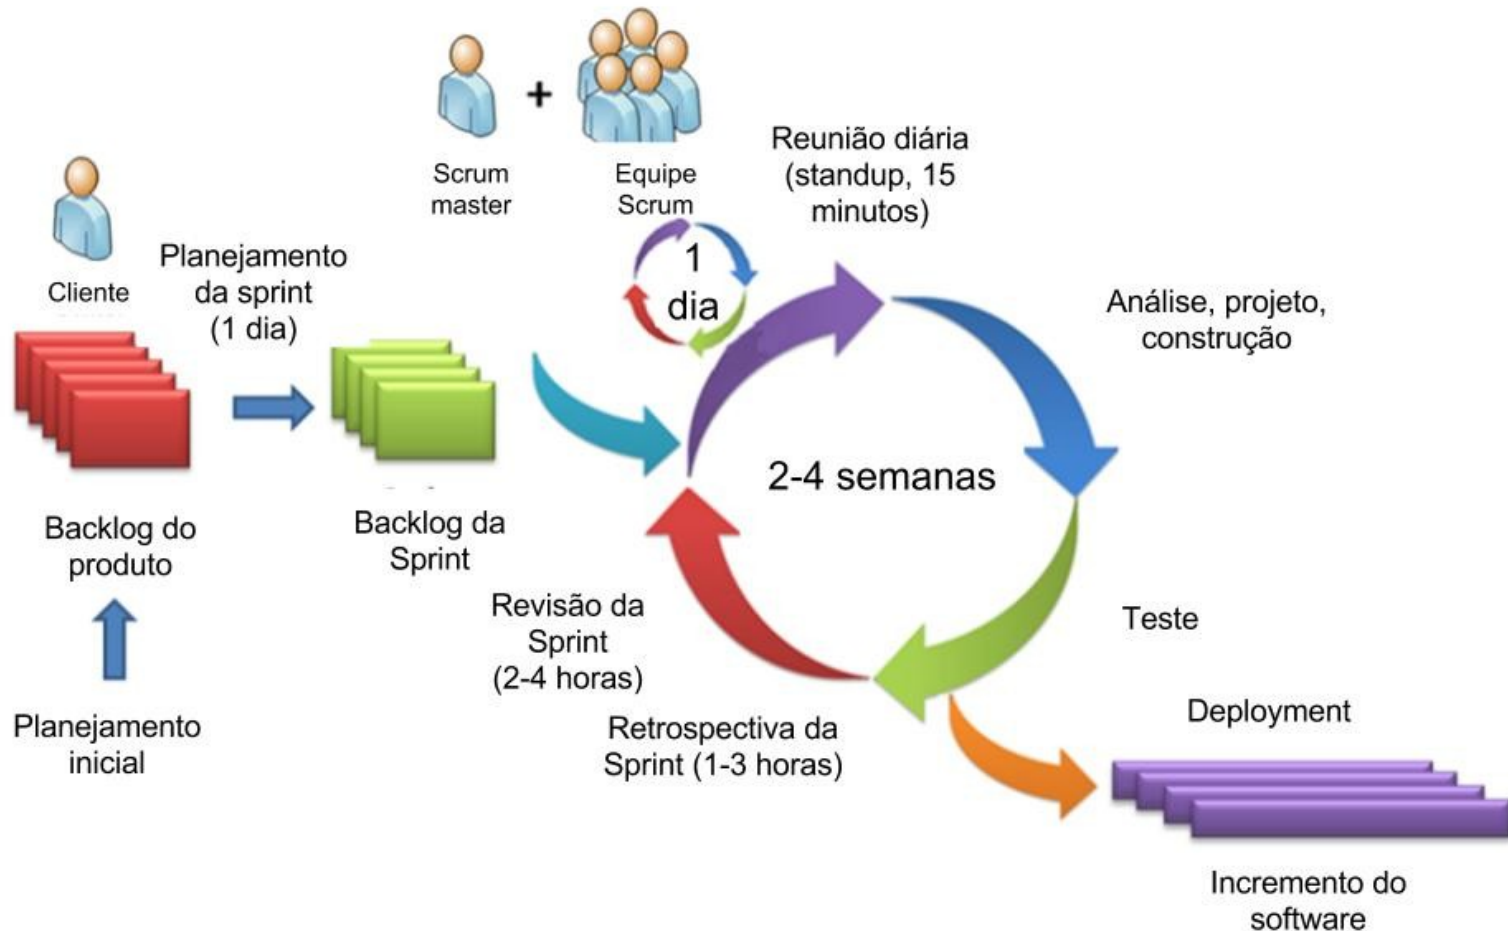 +
Scrum
master
Equipe
Scrum
Reunião diária
(standup, 15
minutos)
Cliente
Planejamento
da sprint
(1 dia)
1
dia
Análise, projeto,
construção
2-4 semanas
Backlog do
produto
Backlog da
Sprint
Revisão da
Sprint
(2-4 horas)
Teste
Planejamento
inicial
Retrospectiva da
Sprint (1-3 horas)
Deployment
Incremento do
software